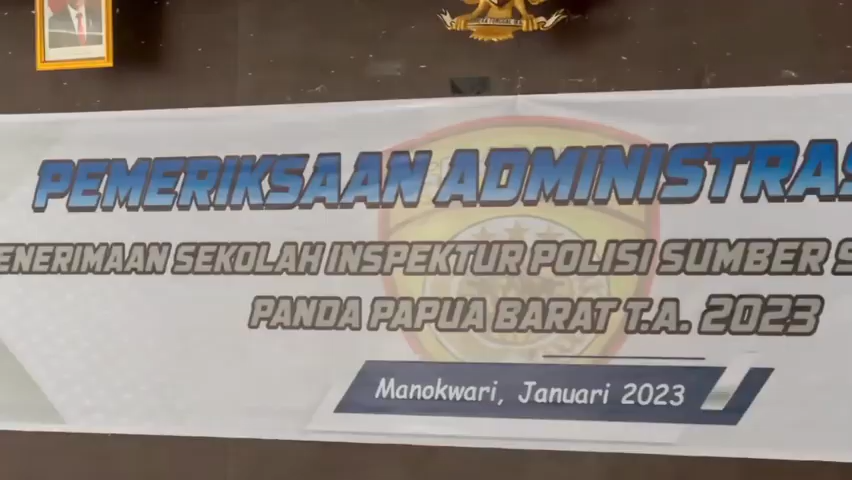 PEMERIKSAAN ADMINISTRAS
ENERIMAAN SEKOLAH INSPEKTUR POLISI SUMBER S
PANDA PAPUA BARAT T.A. 2023
Manokwari, Januari 2023